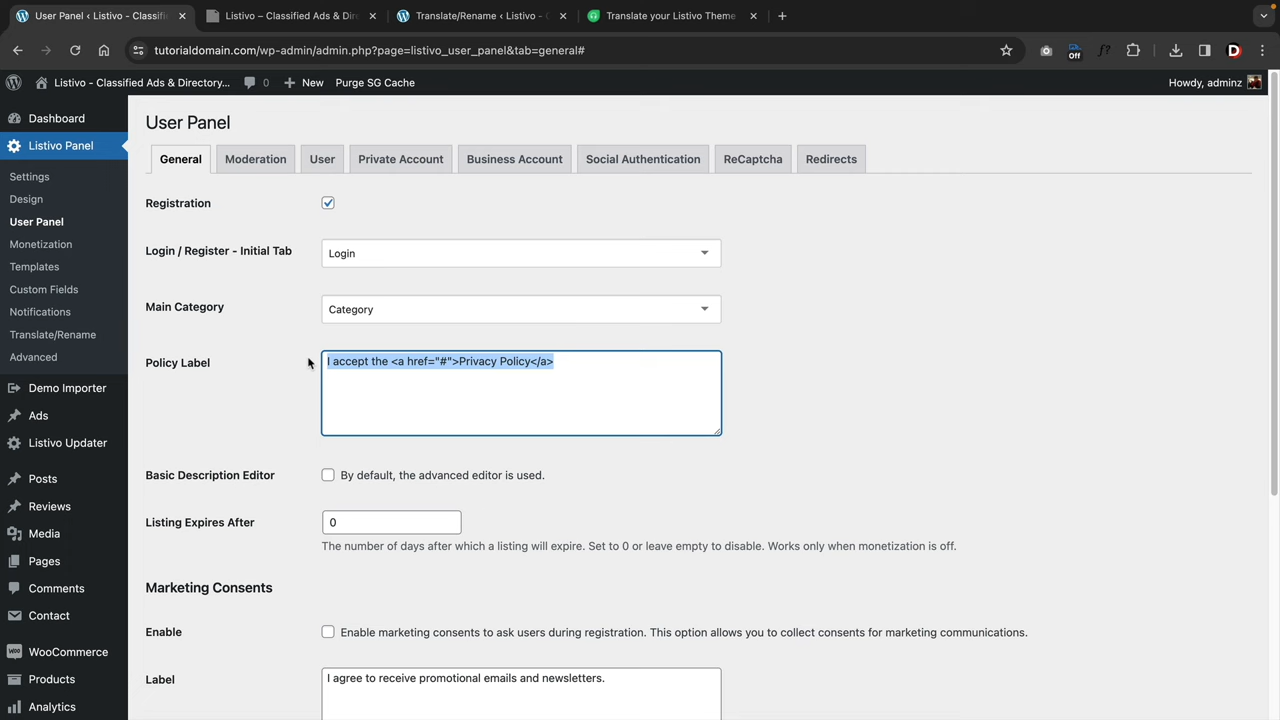 User Panel ‹ Listivo - Classifi
Listivo – Classified Ads & Dire
Translate/Rename ‹ Listivo - C
Translate your Listivo Theme
tutorialdomain.com/wp-admin/admin.php?page=listivo_user_panel&tab=general#
Off
f?
D
Listivo - Classified Ads & Directory...
0
New
Purge SG Cache
Howdy, adminz
Dashboard
Listivo Panel
Settings
Design
User Panel
Monetization
Templates
Custom Fields
Notifications
Translate/Rename
Advanced
Demo Importer
Ads
Listivo Updater
Posts
Reviews
Media
Pages
Comments
Contact
WooCommerce
Products
Analytics
User Panel
General
Moderation
User
Private Account
Business Account
Social Authentication
ReCaptcha
Redirects
Registration
Login / Register - Initial Tab
Login
Main Category
Category
Policy Label
I accept the <a href="#">Privacy Policy</a>
Basic Description Editor
By default, the advanced editor is used.
Listing Expires After
0
The number of days after which a listing will expire. Set to 0 or leave empty to disable. Works only when monetization is off.
Marketing Consents
Enable
Enable marketing consents to ask users during registration. This option allows you to collect consents for marketing communications.
Label
I agree to receive promotional emails and newsletters.